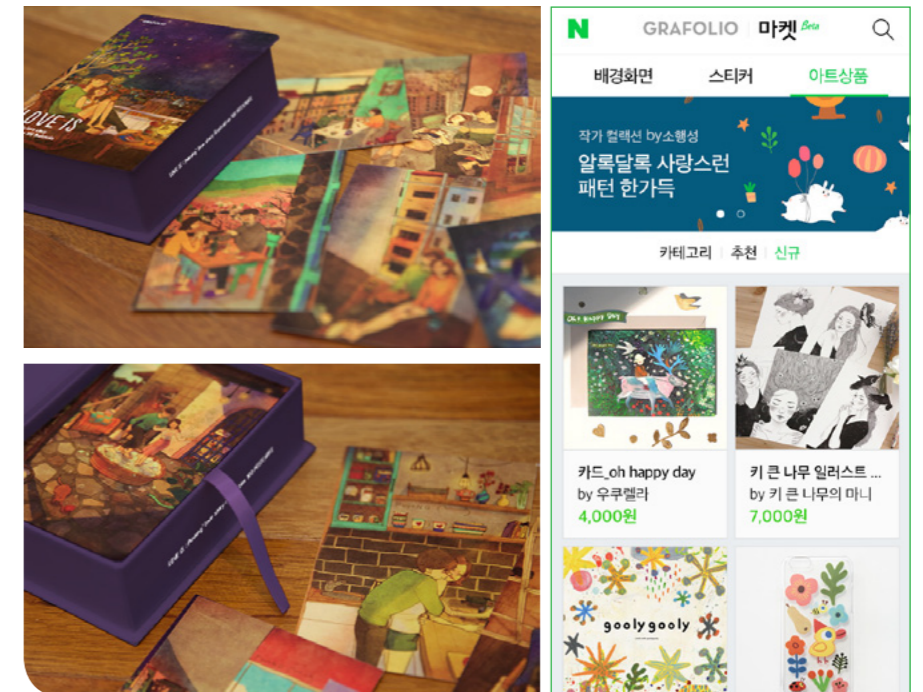 LOVE IS
N
GRAFOLIO 마켓 Beta
배경화면 스티커 아트상품
작가 컬랙션 by소행성
알록달록 사랑스런
패턴 한가득
카테고리 추천 신규
Oh! Happy Day
카드_oh happy day
by 우쿠렐라
4,000원
키 큰 나무 일러스트 ...
by 키 큰 나무의 마니
7,000원
gooly gooly